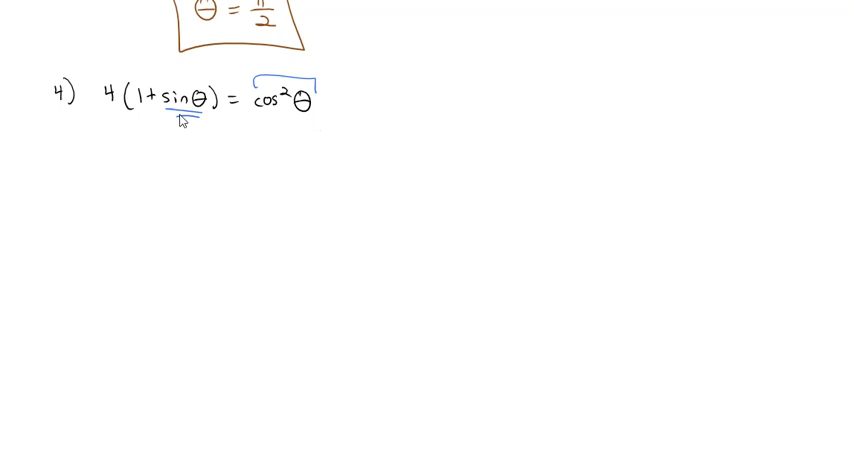 θ = π/2
4) 4(1 + sinθ) = cos²θ